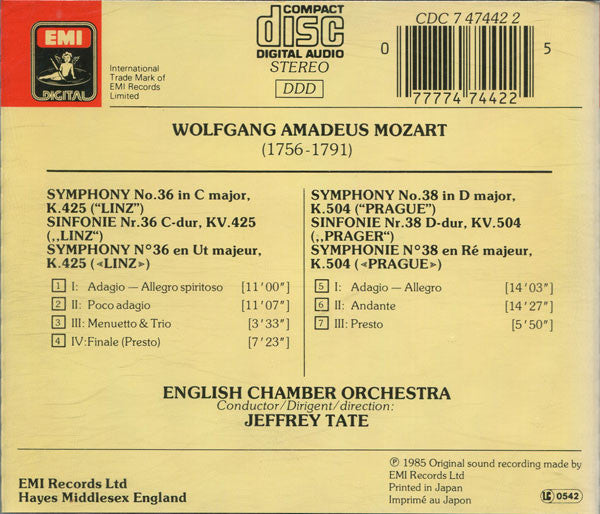 EMI
DIGITAL
International
Trade Mark of
EMI Records
Limited
COMPACT
disc
DIGITAL AUDIO
STEREO
DDD
CDC 7 47442 2
0 77774 74422 5
WOLFGANG AMADEUS MOZART
(1756-1791)
SYMPHONY No.36 in C major,
K.425 ("LINZ")
SINFONIE Nr.36 C-dur, KV.425
(„LINZ“)
SYMPHONY N°36 en Ut majeur,
K.425 (<LINZ>)
1 I: Adagio — Allegro spiritoso [11'00"]
2 II: Poco adagio [11'07"]
3 III: Menuetto & Trio [3'33"]
4 IV: Finale (Presto) [7'23"]
SYMPHONY No.38 in D major,
K.504 ("PRAGUE")
SINFONIE Nr.38 D-dur, KV.504
(„PRAGER“)
SYMPHONIE N°38 en Ré majeur,
K.504 (<PRAGUE>)
5 I: Adagio — Allegro [14'03"]
6 II: Andante [14'27"]
7 III: Presto [5'50"]
ENGLISH CHAMBER ORCHESTRA
Conductor/Dirigent/direction:
JEFFREY TATE
EMI Records Ltd
Hayes Middlesex England
℗ 1985 Original sound recording made by
EMI Records Ltd
Printed in Japan
Imprimé au Japon
LC 0542